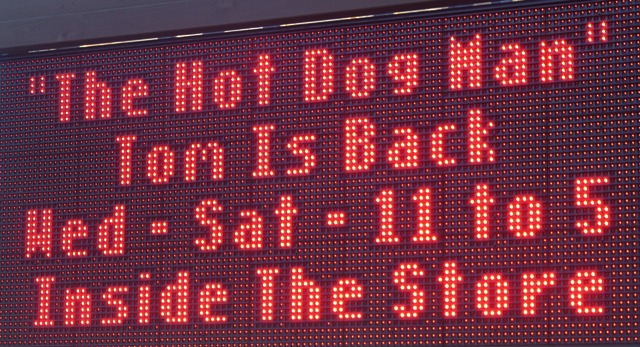 "The Hot Dog Man"
Tom Is Back
Wed - Sat - 11 to 5
Inside The Store